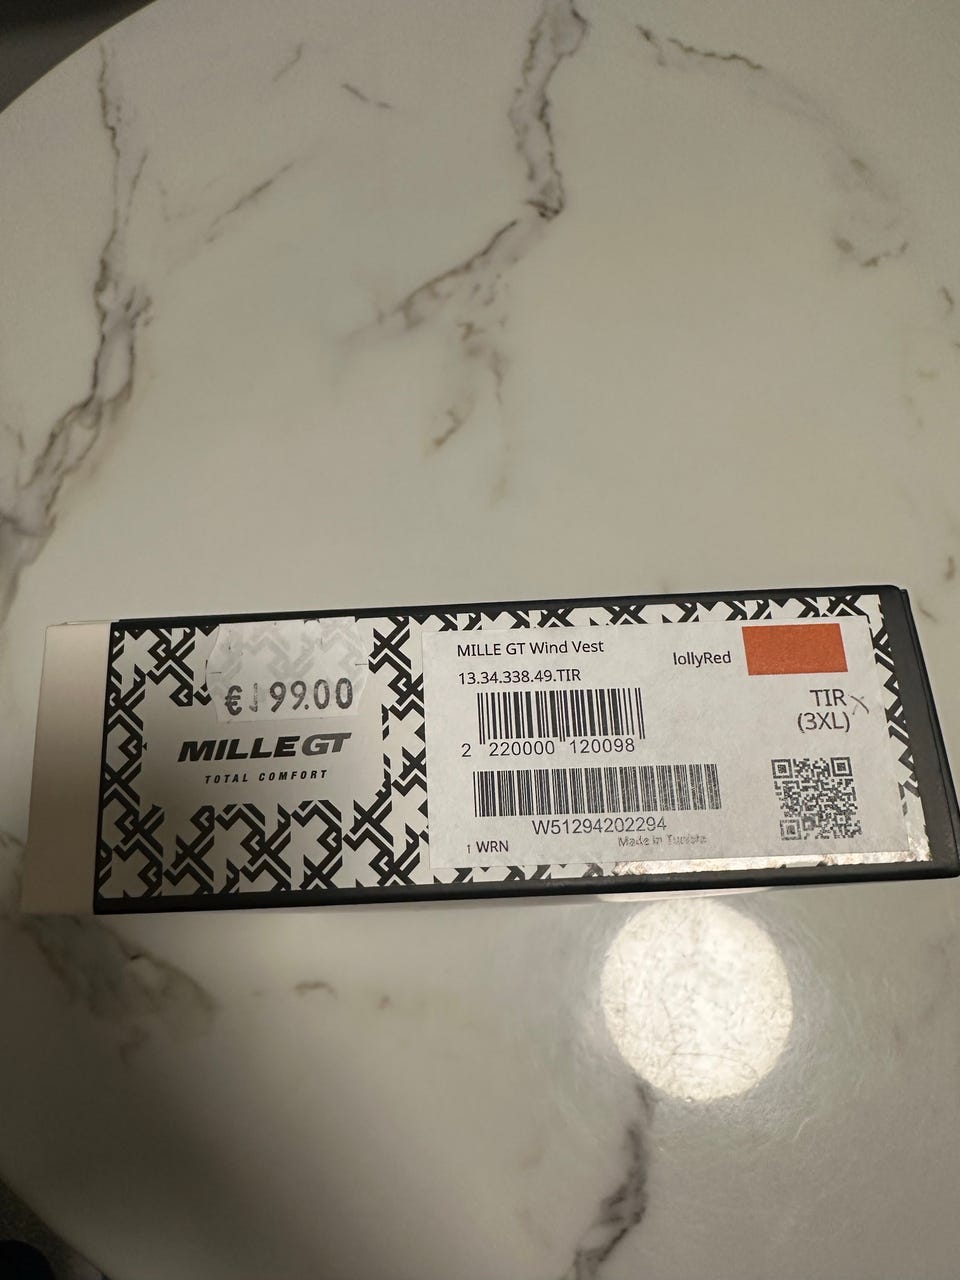 €199.00
MILLE GT
TOTAL COMFORT
MILLE GT Wind Vest
lollyRed
13.34.338.49.TIR
TIR
(3XL)
2 220000 120098
W51294202294
1 WRN
Made in Tunisia